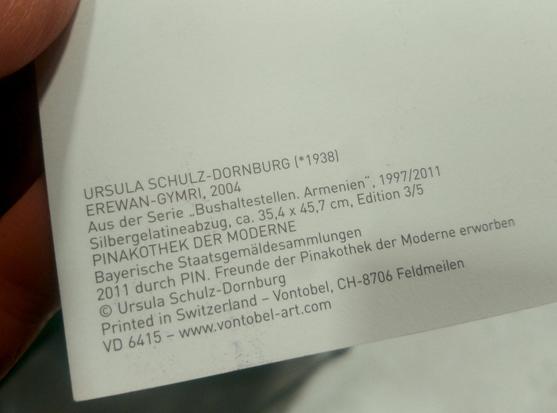 URSULA SCHULZ-DORNBURG (*1938)
EREWAN-GYMRI, 2004
Aus der Serie „Bushaltestellen. Armenien“, 1997/2011
Silbergelatineabzug, ca. 35,4 x 45,7 cm, Edition 3/5
PINAKOTHEK DER MODERNE
Bayerische Staatsgemäldesammlungen
2011 durch PIN. Freunde der Pinakothek der Moderne erworben
© Ursula Schulz-Dornburg
Printed in Switzerland – Vontobel, CH-8706 Feldmeilen
VD 6415 – www.vontobel-art.com